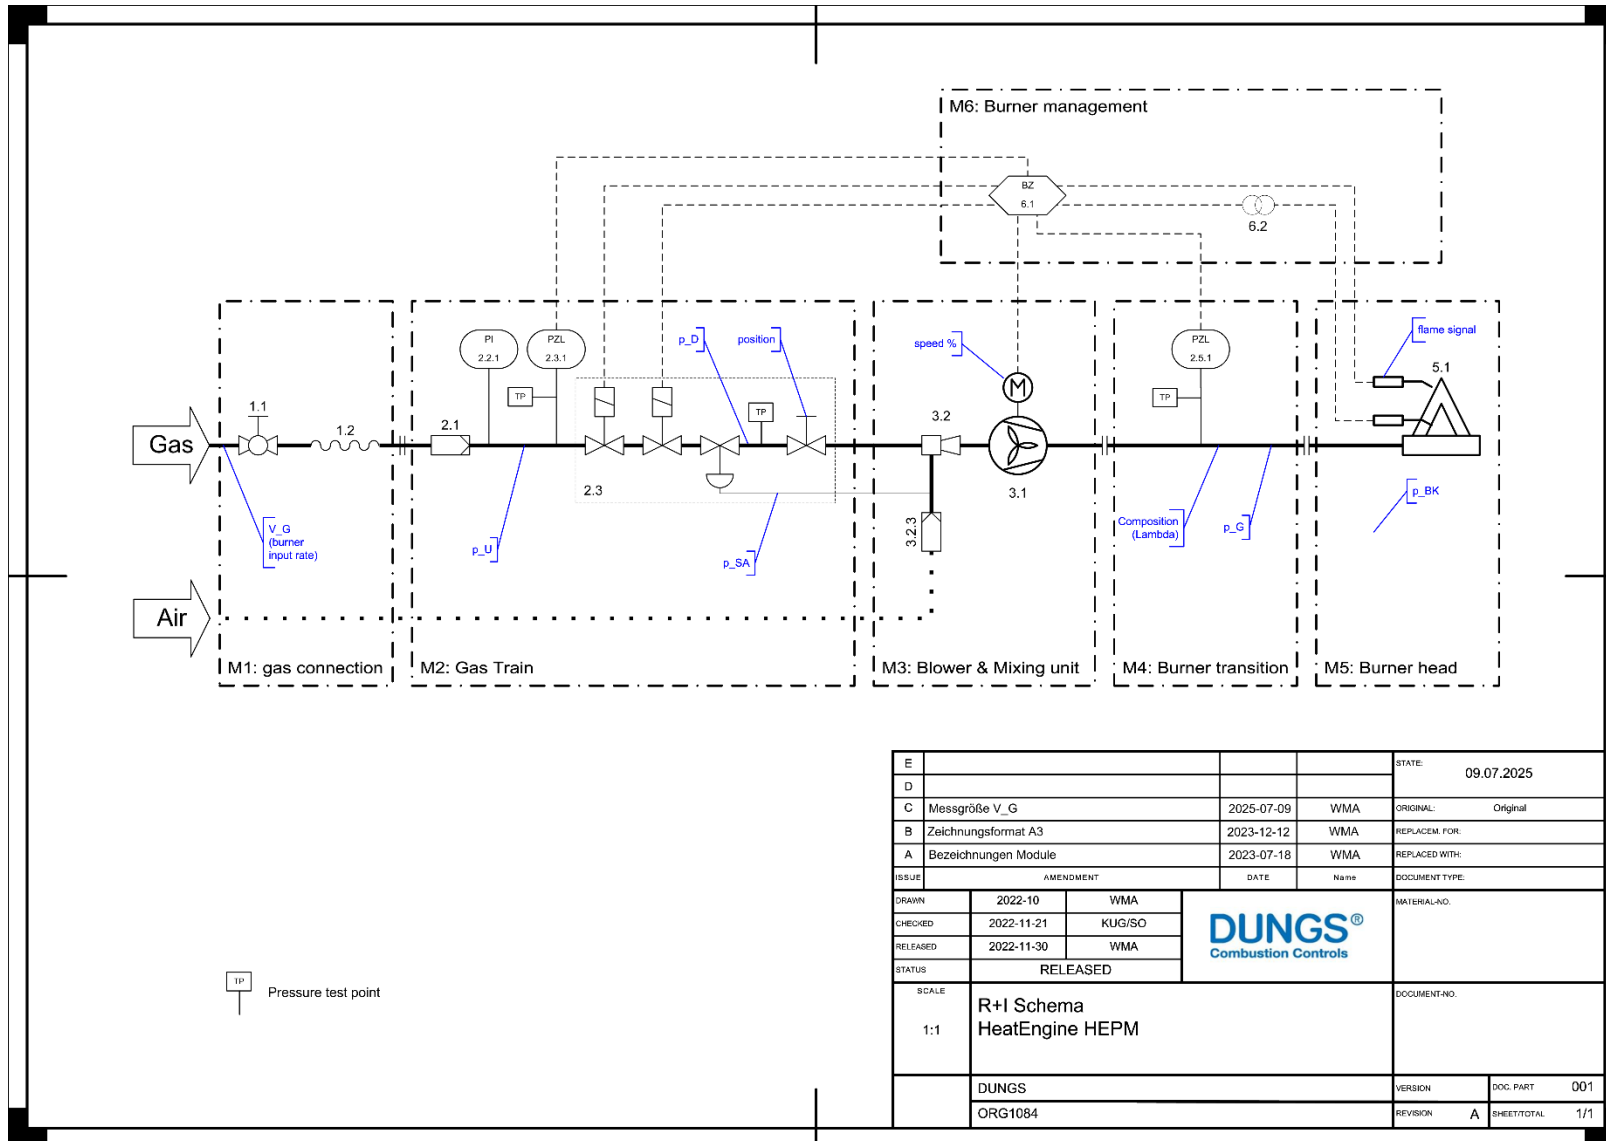 M6: Burner management
BZ
6.1
6.2
PI
2.2.1
PZL
2.3.1
TP
p_D
position
TP
speed %
M
PZL
2.5.1
TP
flame signal
5.1
Gas
1.1
1.2
2.1
2.3
3.2
3.1
3.2.3
V_G
(burner
input rate)
p_U
p_SA
Composition
(Lambda)
p_G
p_BK
Air
M1: gas connection
M2: Gas Train
M3: Blower & Mixing unit
M4: Burner transition
M5: Burner head
TP
Pressure test point
E
D
C Messgröße V_G 2025-07-09 WMA
B Zeichnungsformat A3 2023-12-12 WMA
A Bezeichnungen Module 2023-07-18 WMA
ISSUE AMENDMENT DATE Name
STATE:
09.07.2025
ORIGINAL: Original
REPLACEM. FOR:
REPLACED WITH:
DOCUMENT TYPE:
DRAWN 2022-10 WMA
CHECKED 2022-11-21 KUG/SO
RELEASED 2022-11-30 WMA
STATUS RELEASED
DUNGS®
Combustion Controls
MATERIAL-NO.
SCALE
1:1
R+I Schema
HeatEngine HEPM
DOCUMENT-NO.
DUNGS
ORG1084
VERSION
DOC. PART 001
REVISION A
SHEET/TOTAL 1/1